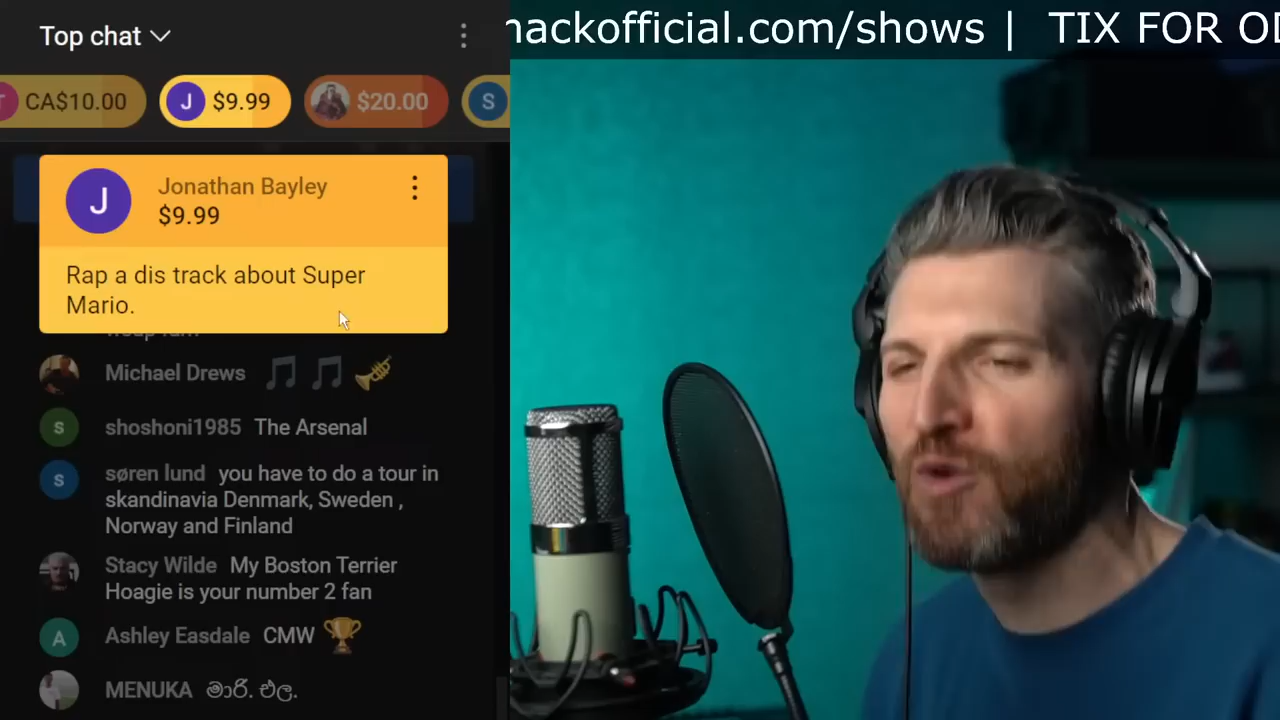 Top chat
hackofficial.com/shows | TIX FOR
CA$10.00
J $9.99
$20.00
S
J
Jonathan Bayley
$9.99
Rap a dis track about Super
Mario.
Michael Drews
S shoshoni1985 The Arsenal
S søren lund you have to do a tour in
skandinavia Denmark, Sweden ,
Norway and Finland
Stacy Wilde My Boston Terrier
Hoagie is your number 2 fan
A Ashley Easdale CMW
MENUKA මාරි. එල.